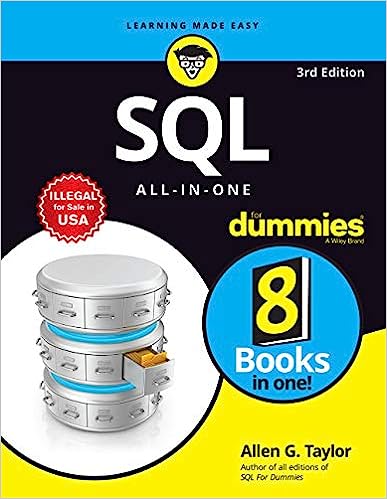 LEARNING MADE EASY
3rd Edition
SQL
ALL-IN-ONE
ILLEGAL
for Sale in
USA
for
dummies
A Wiley Brand
8
Books
in one!
Allen G. Taylor
Author of all editions of
SQL For Dummies